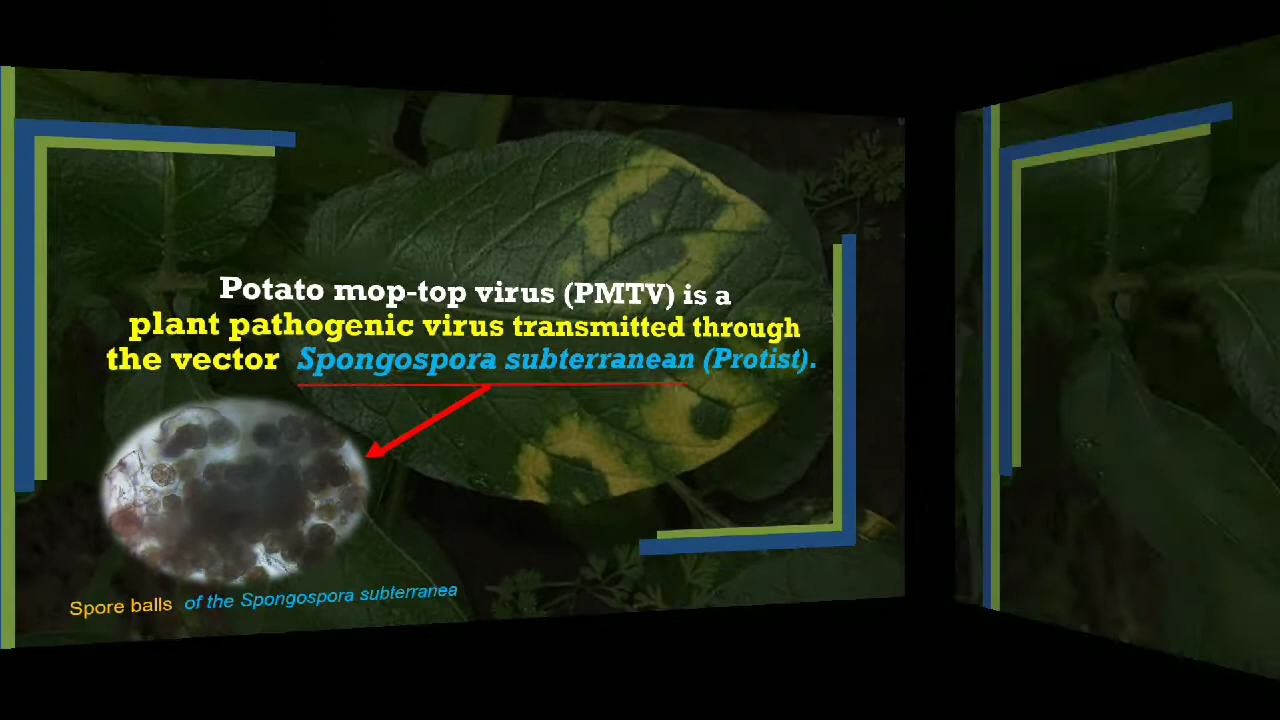 Potato mop-top virus (PMTV) is a
plant pathogenic virus transmitted through
the vector Spongospora subterranean (Protist).
Spore balls of the Spongospora subterranea